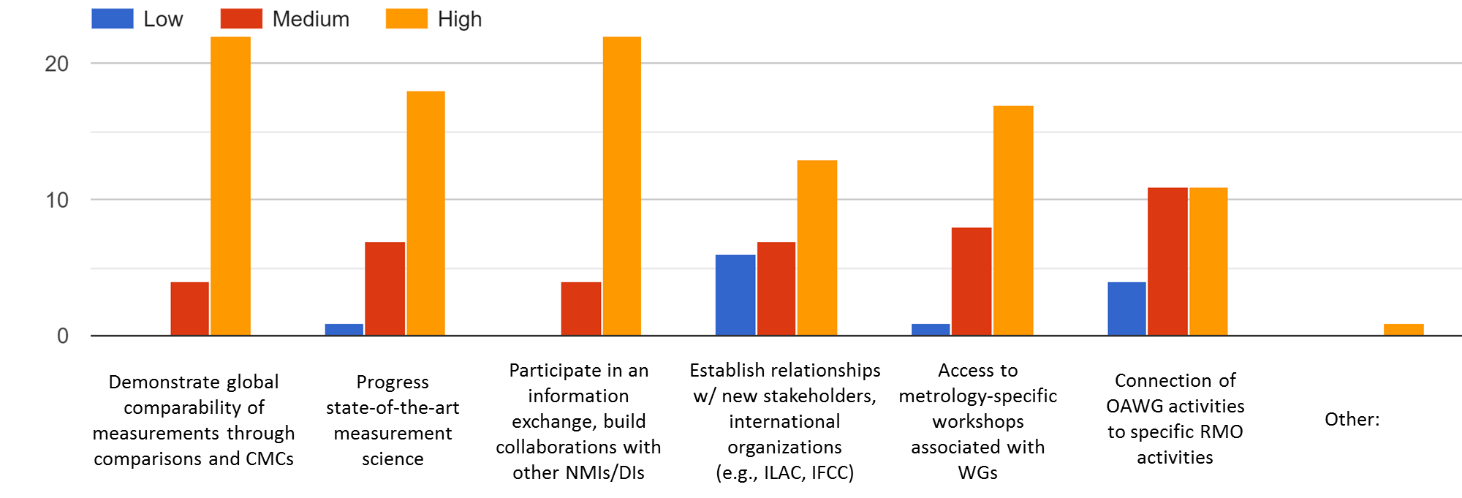 Low Medium High
20
10
0
Demonstrate global
comparability of
measurements through
comparisons and CMCs
Progress
state-of-the-art
measurement
science
Participate in an
information
exchange, build
collaborations with
other NMIs/DIs
Establish relationships
w/ new stakeholders,
international
organizations
(e.g., ILAC, IFCC)
Access to
metrology-specific
workshops
associated with
WGs
Connection of
OAWG activities
to specific RMO
activities
Other: